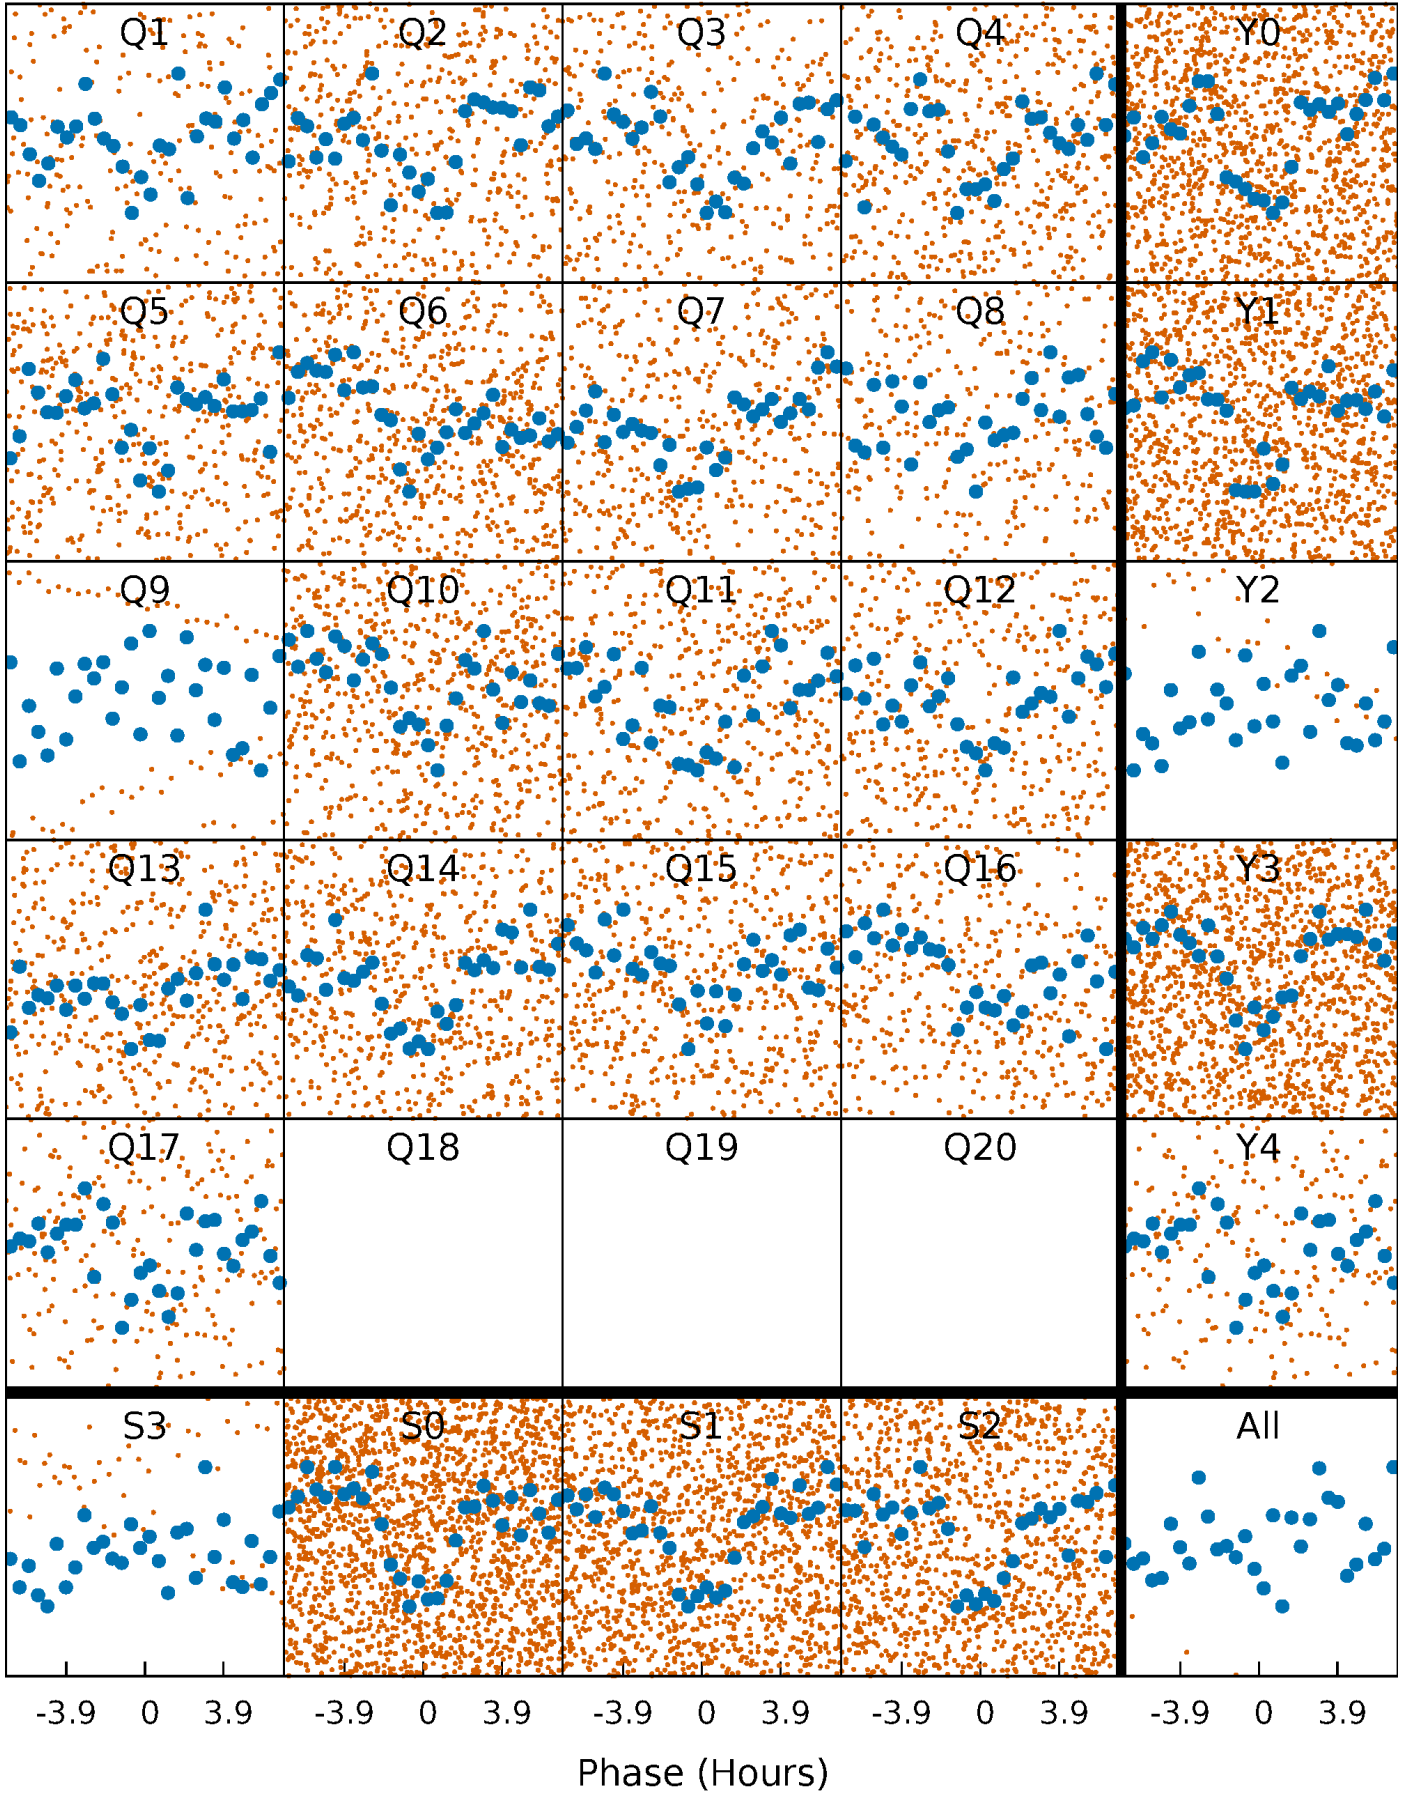 Q1 Q2 Q3 Q4 Y0
Q5 Q6 Q7 Q8 Y1
Q9 Q10 Q11 Q12 Y2
Q13 Q14 Q15 Q16 Y3
Q17 Q18 Q19 Q20 Y4
S3 S0 S1 S2 All
-3.9 0 3.9 -3.9 0 3.9 -3.9 0 3.9 -3.9 0 3.9 -3.9 0 3.9
Phase (Hours)